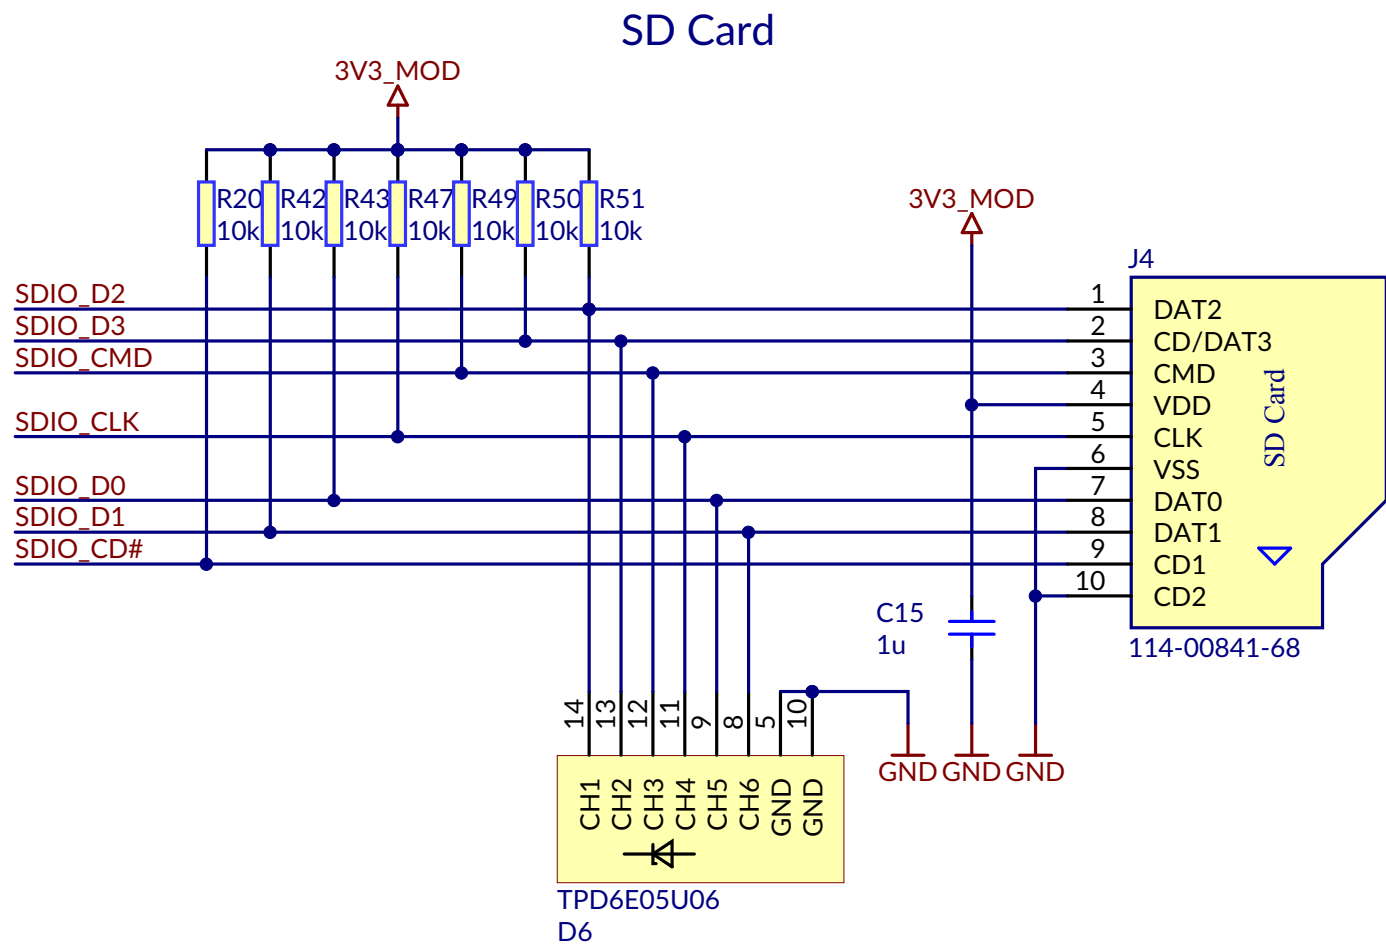 SD Card
3V3_MOD
R20 R42 R43 R47 R49 R50 R51
10k 10k 10k 10k 10k 10k 10k
3V3_MOD
J4
SDIO_D2
SDIO_D3
SDIO_CMD
SDIO_CLK
SDIO_D0
SDIO_D1
SDIO_CD#
1 DAT2
2 CD/DAT3
3 CMD
4 VDD
5 CLK
6 VSS
7 DAT0
8 DAT1
9 CD1
10 CD2
SD Card
114-00841-68
C15
1u
14 13 12 11 9 8 5 10
GND GND GND
CH1 CH2 CH3 CH4 CH5 CH6 GND GND
TPD6E05U06
D6